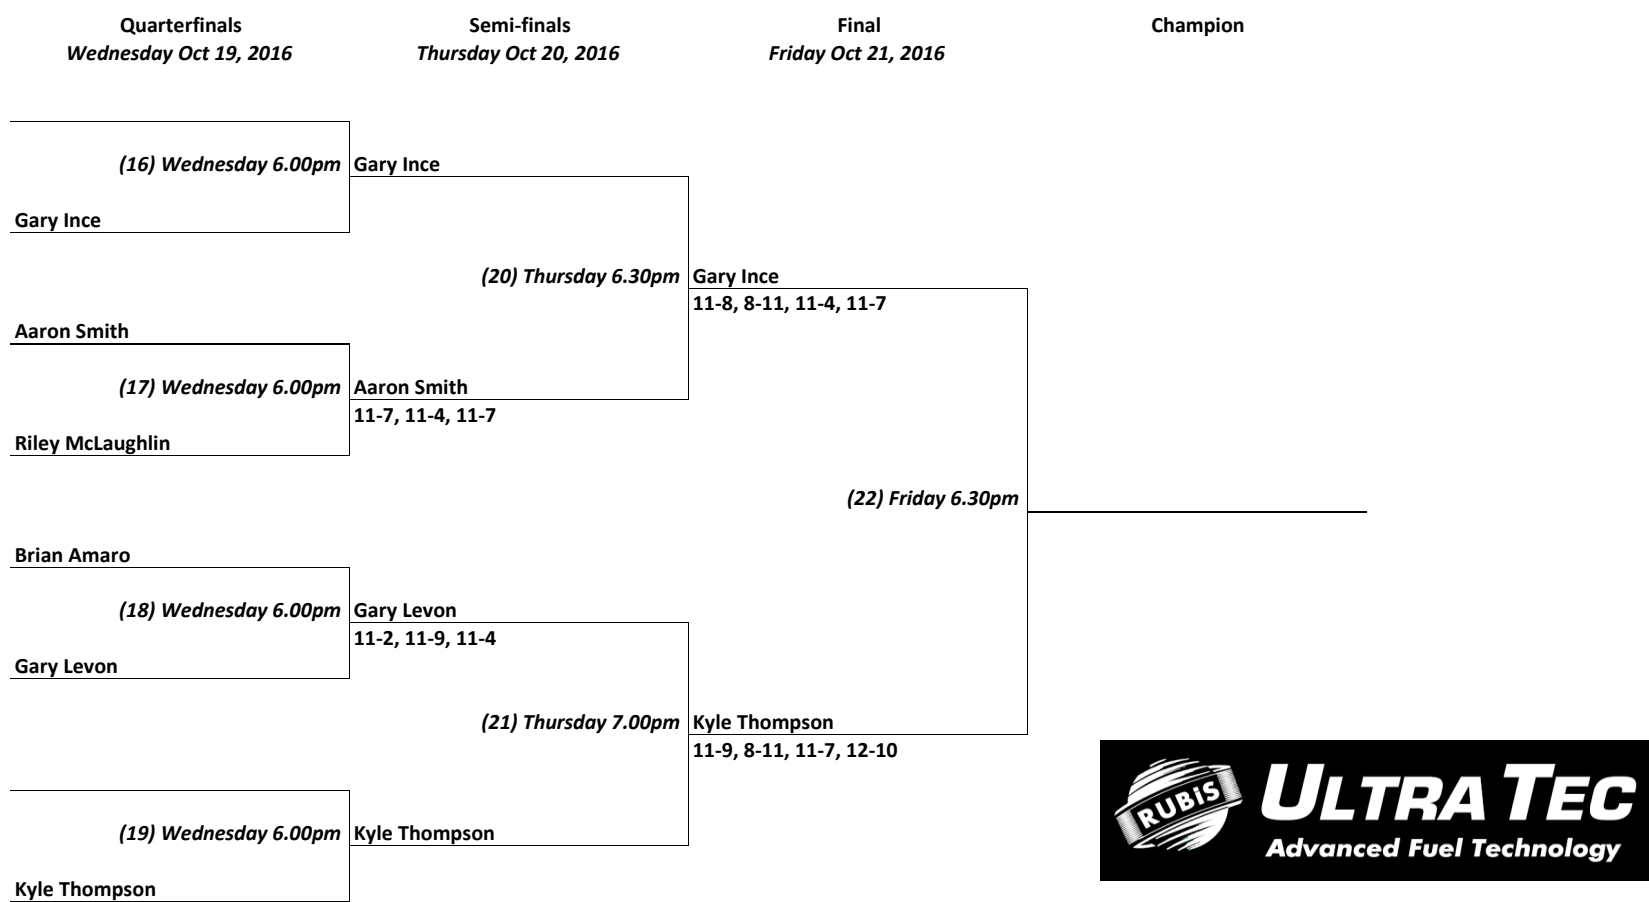 Quarterfinals Semi-finals Final Champion
Wednesday Oct 19, 2016 Thursday Oct 20, 2016 Friday Oct 21, 2016
(16) Wednesday 6.00pm Gary Ince
Gary Ince
(20) Thursday 6.30pm Gary Ince
11-8, 8-11, 11-4, 11-7
Aaron Smith
(17) Wednesday 6.00pm Aaron Smith
11-7, 11-4, 11-7
Riley McLaughlin
(22) Friday 6.30pm
Brian Amaro
(18) Wednesday 6.00pm Gary Levon
11-2, 11-9, 11-4
Gary Levon
(21) Thursday 7.00pm Kyle Thompson
11-9, 8-11, 11-7, 12-10
(19) Wednesday 6.00pm Kyle Thompson
Kyle Thompson
RUBiS
ULTRA TEC
Advanced Fuel Technology